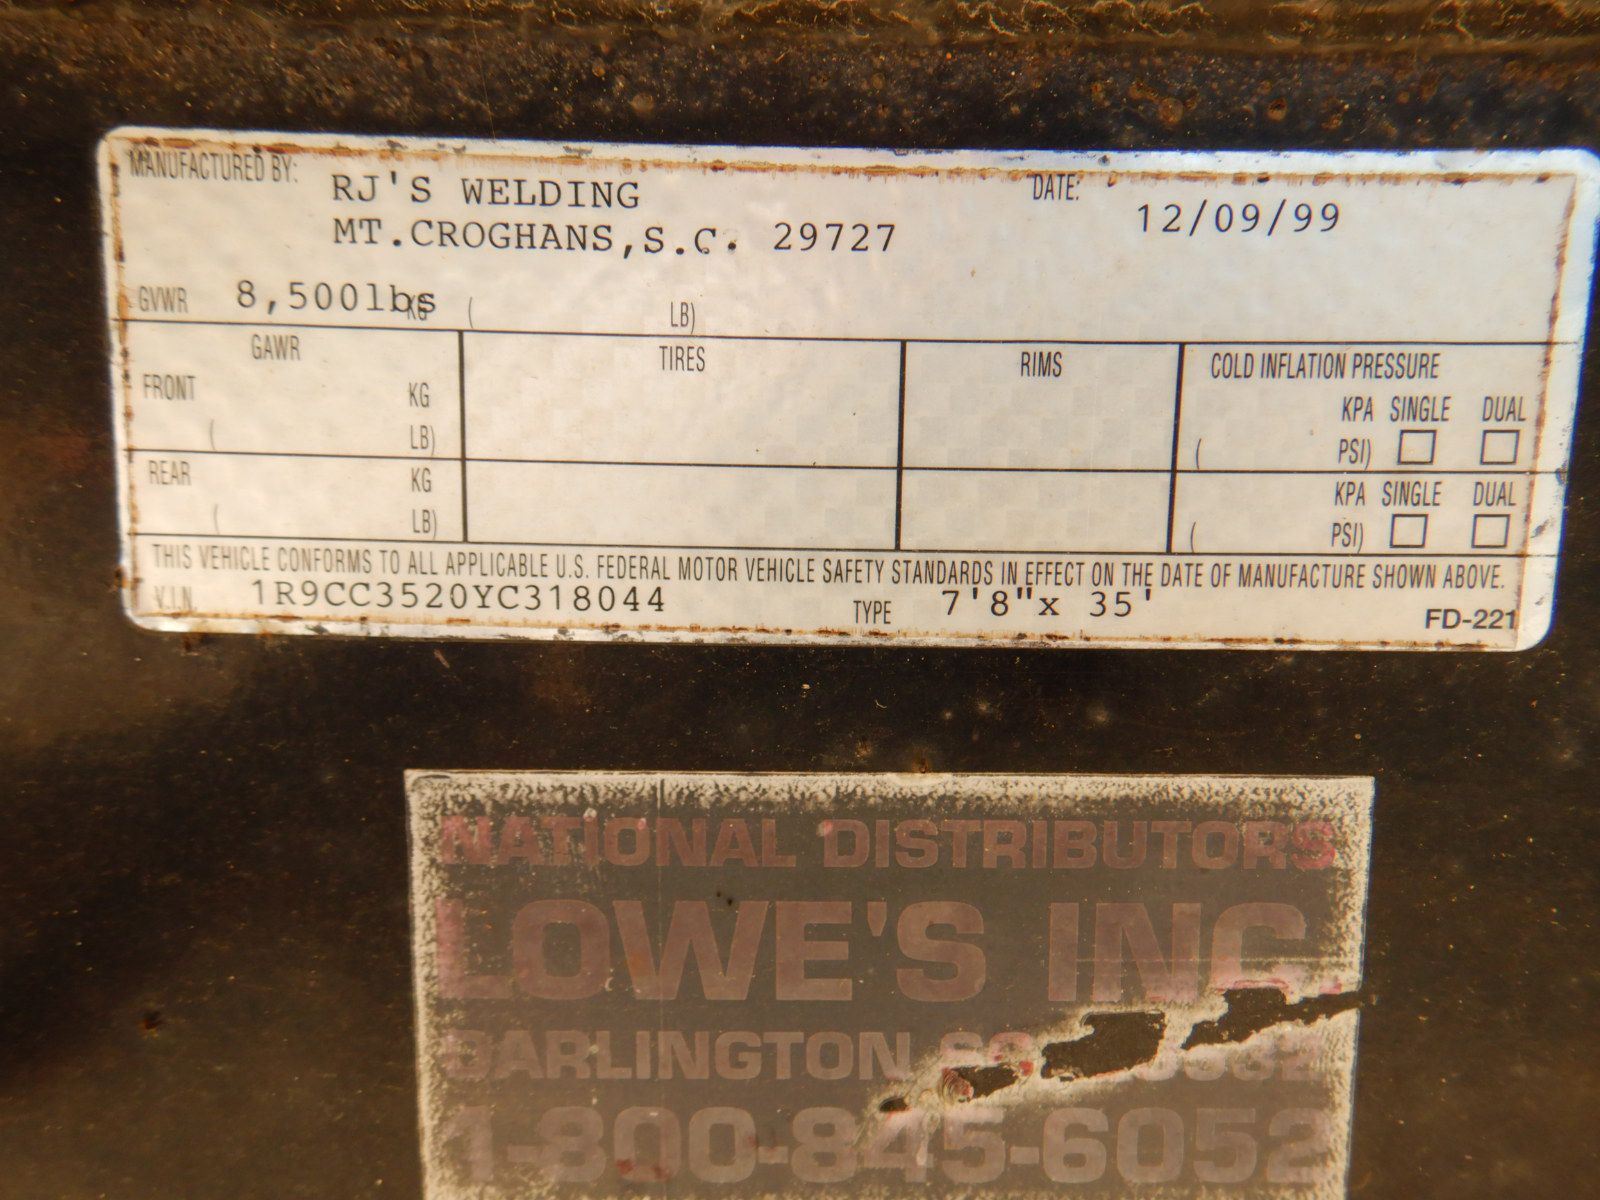 MANUFACTURED BY: RJ'S WELDING DATE: 12/09/99
MT.CROGHANS,S.C. 29727
GVWR 8,500lbs KG ( LB)
GAWR TIRES RIMS COLD INFLATION PRESSURE
FRONT KG KPA SINGLE DUAL
( LB) ( PSI)
REAR KG KPA SINGLE DUAL
( LB) ( PSI)
THIS VEHICLE CONFORMS TO ALL APPLICABLE U.S. FEDERAL MOTOR VEHICLE SAFETY STANDARDS IN EFFECT ON THE DATE OF MANUFACTURE SHOWN ABOVE.
V.I.N. 1R9CC3520YC318044 TYPE 7'8"x 35' FD-221
NATIONAL DISTRIBUTORS
LOWE'S INC.
DARLINGTON
1-800-845-6052